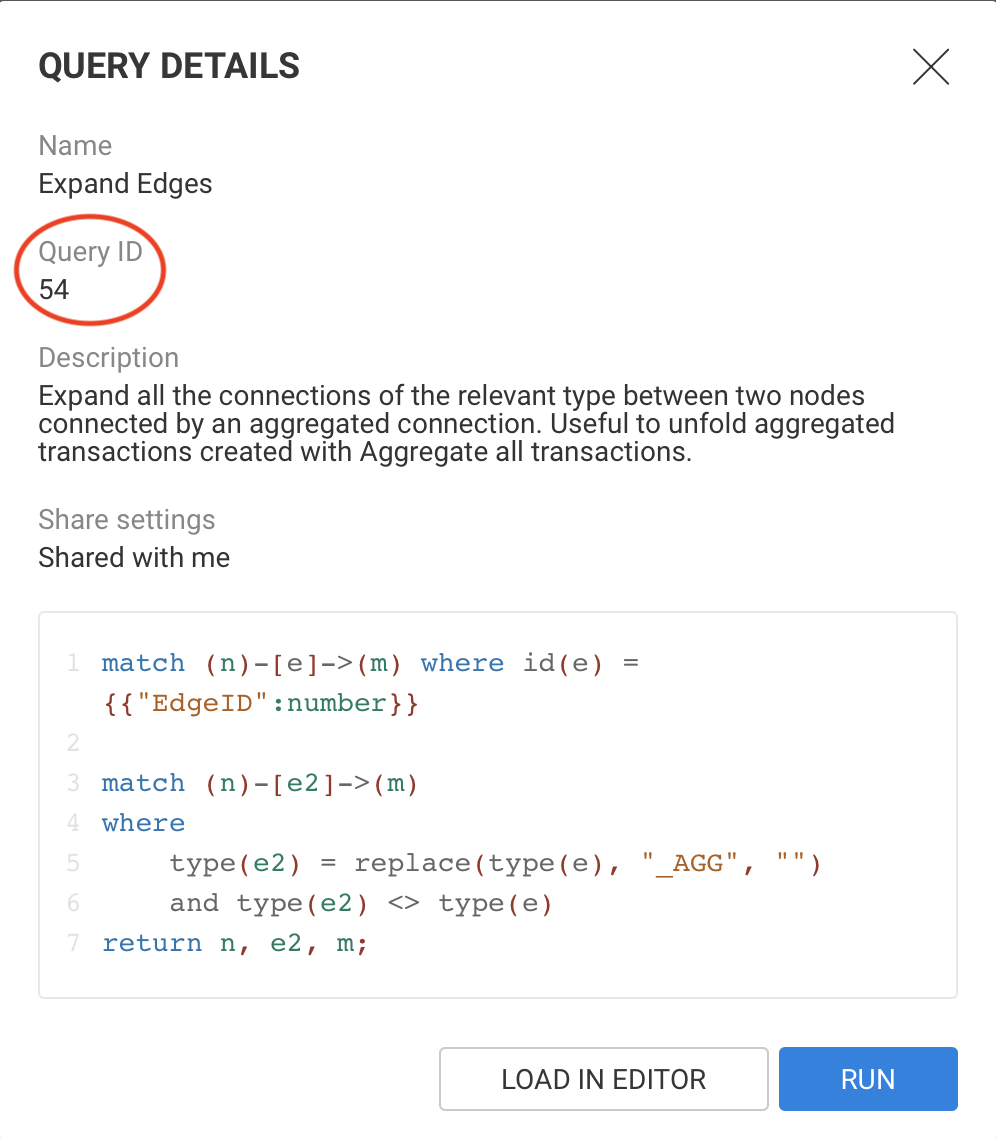 QUERY DETAILS
Name
Expand Edges
Query ID
54
Description
Expand all the connections of the relevant type between two nodes
connected by an aggregated connection. Useful to unfold aggregated
transactions created with Aggregate all transactions.
Share settings
Shared with me
1 match (n)-[e]->(m) where id(e) =
{{"EdgeID":number}}
2
3 match (n)-[e2]->(m)
4 where
5     type(e2) = replace(type(e), "_AGG", "")
6     and type(e2) <> type(e)
7 return n, e2, m;
LOAD IN EDITOR
RUN